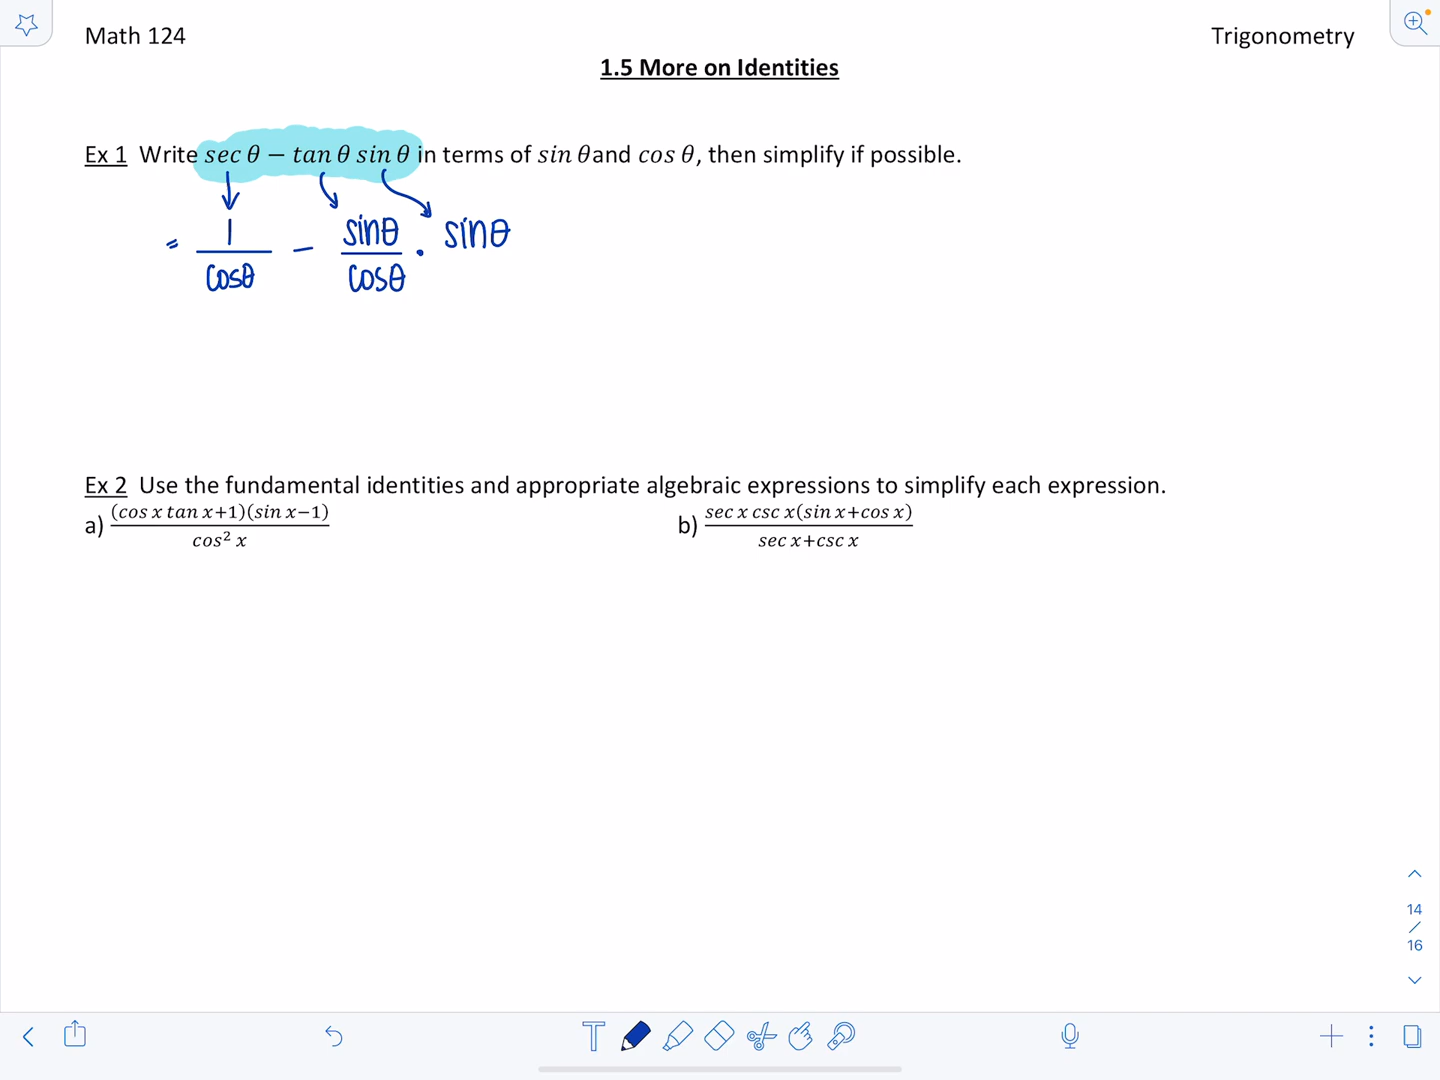 Math 124
Trigonometry
1.5 More on Identities
Ex 1 Write sec θ − tan θ sin θ in terms of sin θand cos θ, then simplify if possible.
= 1/cosθ − sinθ/cosθ · sinθ
Ex 2 Use the fundamental identities and appropriate algebraic expressions to simplify each expression.
a) (cos x tan x+1)(sin x−1)/cos² x
b) sec x csc x(sin x+cos x)/sec x+csc x
14
/
16
T